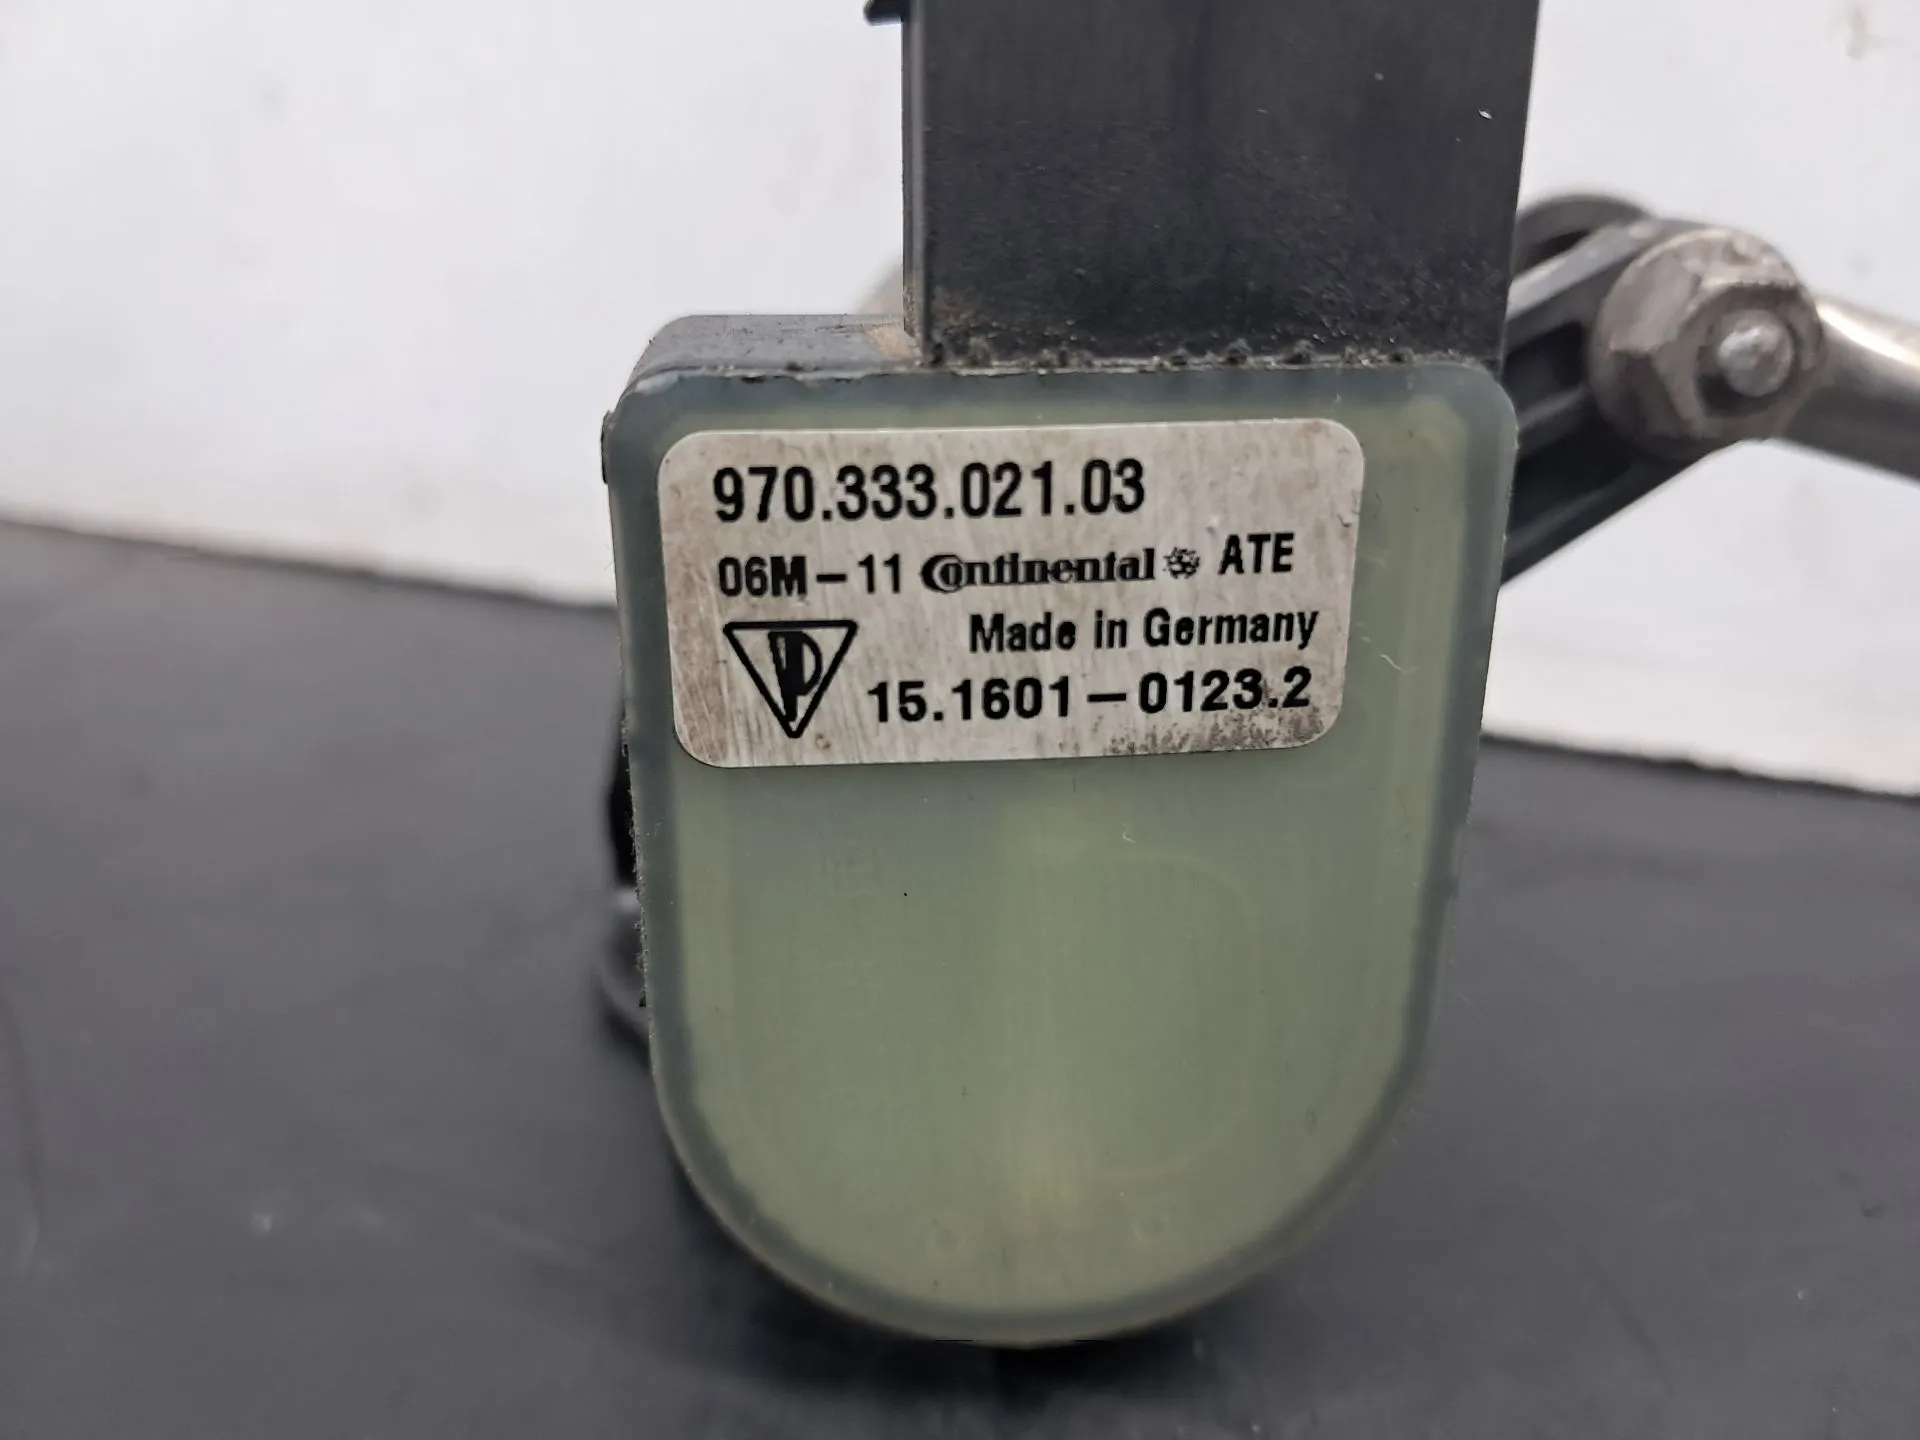 970.333.021.03
06M-11 Continental ATE
Made in Germany
15.1601-0123.2